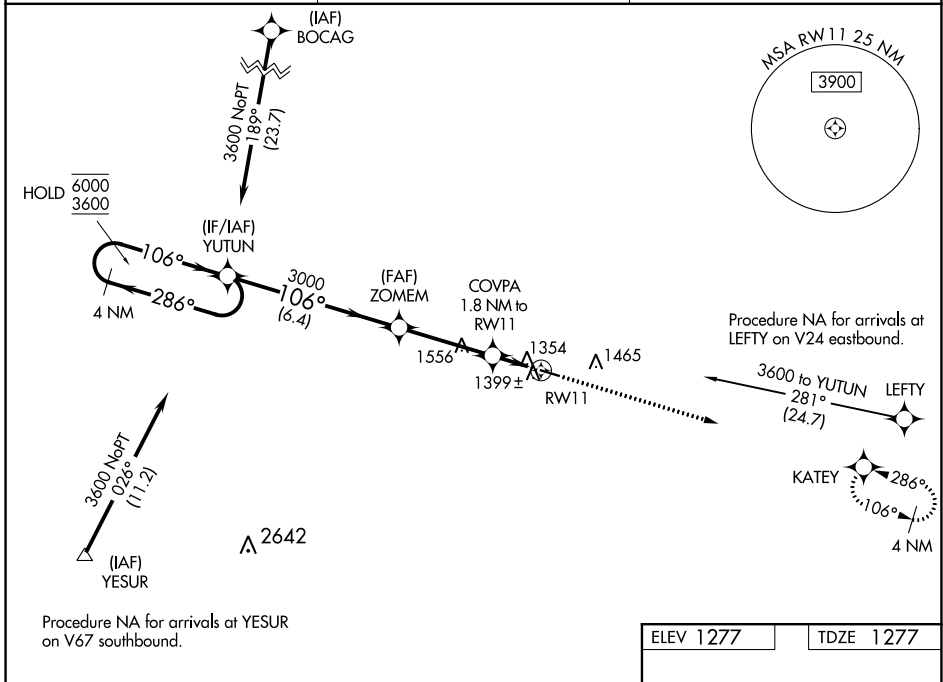 (IAF)
BOCAG
3600 NoPT
189°
(23.7)
MSA RW11 25 NM
3900
HOLD 6000
3600
(IF/IAF)
YUTUN
106°
286°
4 NM
3000
106°
(6.4)
(FAF)
ZOMEM
COVPA
1.8 NM to
RW11
1556
1354
1465
1399±
RW11
Procedure NA for arrivals at
LEFTY on V24 eastbound.
3600 to YUTUN
281°
(24.7)
LEFTY
KATEY
286°
106°
4 NM
3600 NoPT
026°
(11.2)
(IAF)
YESUR
2642
Procedure NA for arrivals at YESUR
on V67 southbound.
ELEV 1277
TDZE 1277